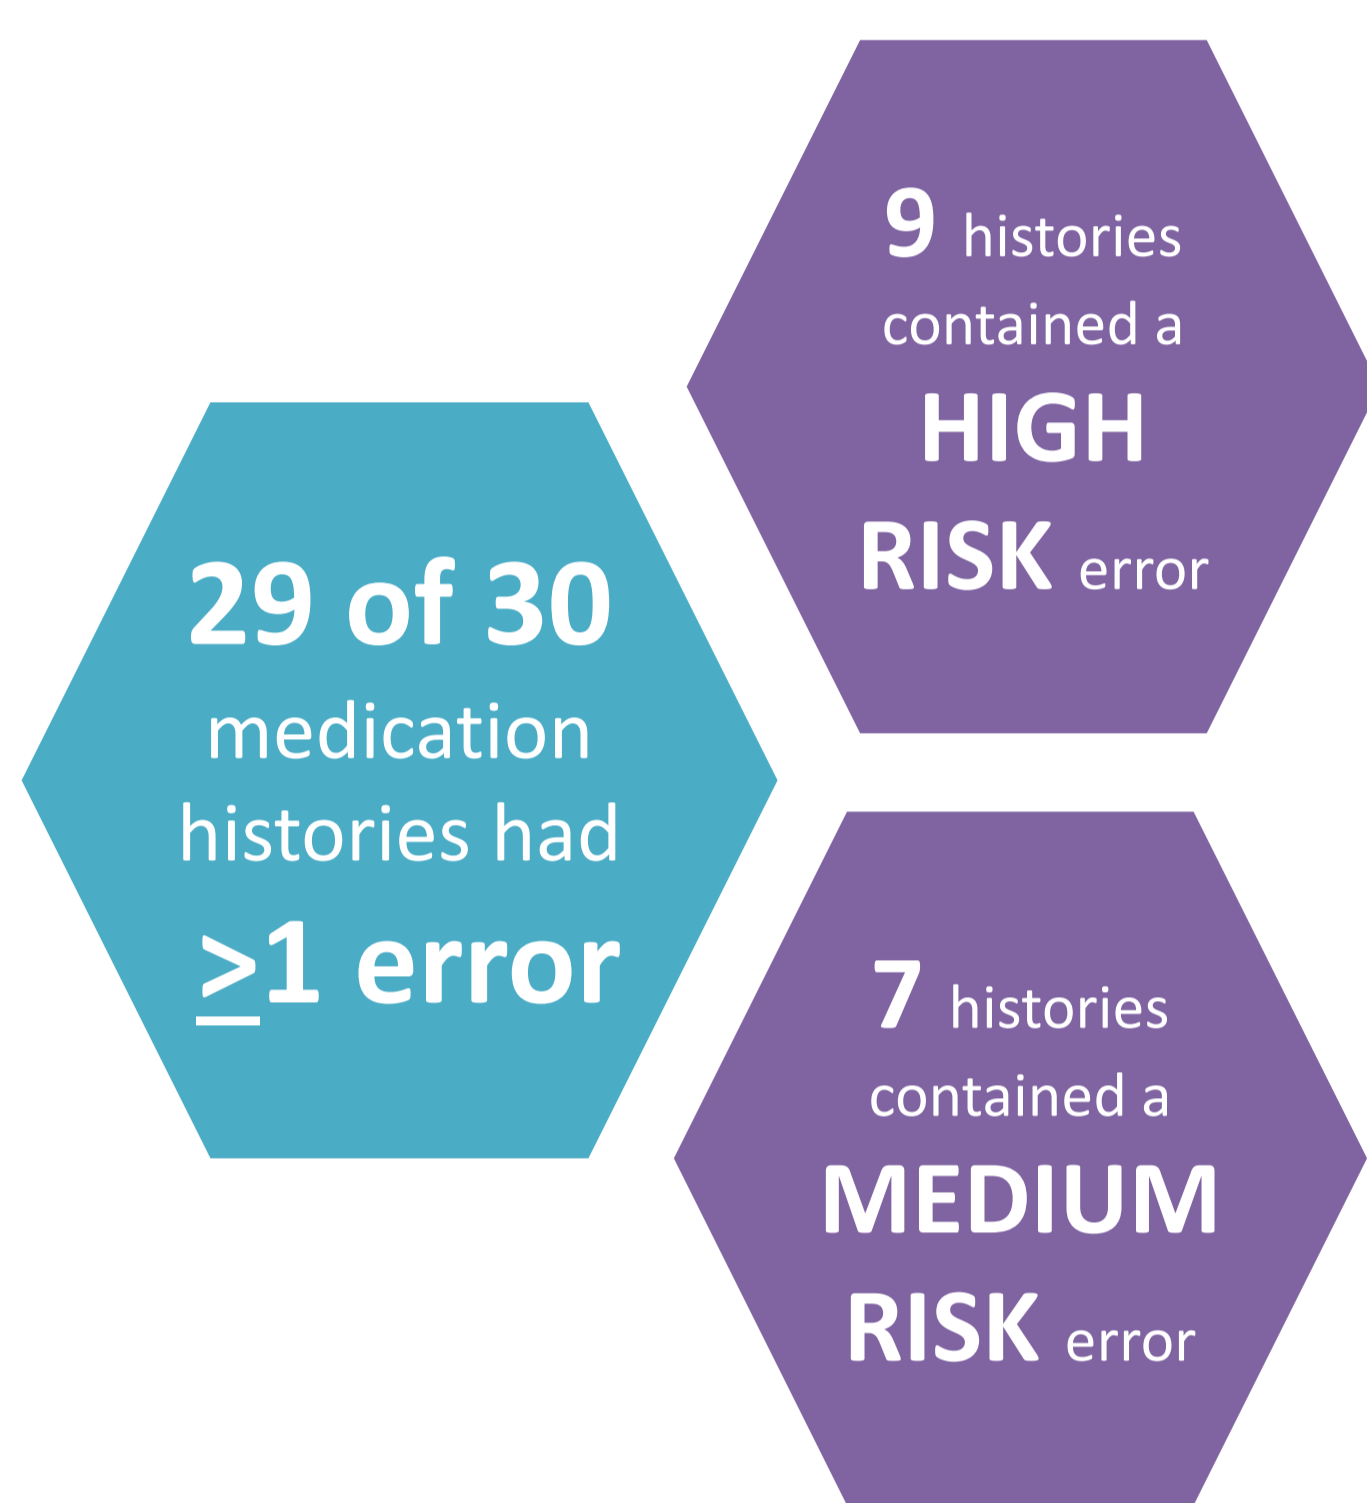 29 of 30
medication
histories had
≥1 error
9 histories
contained a
HIGH
RISK error
7 histories
contained a
MEDIUM
RISK error